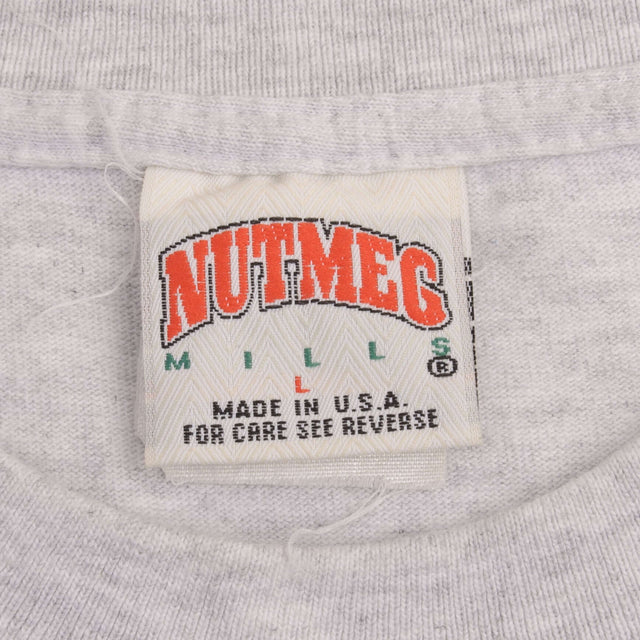 NUTMEG
MILLS®
L
MADE IN U.S.A.
FOR CARE SEE REVERSE